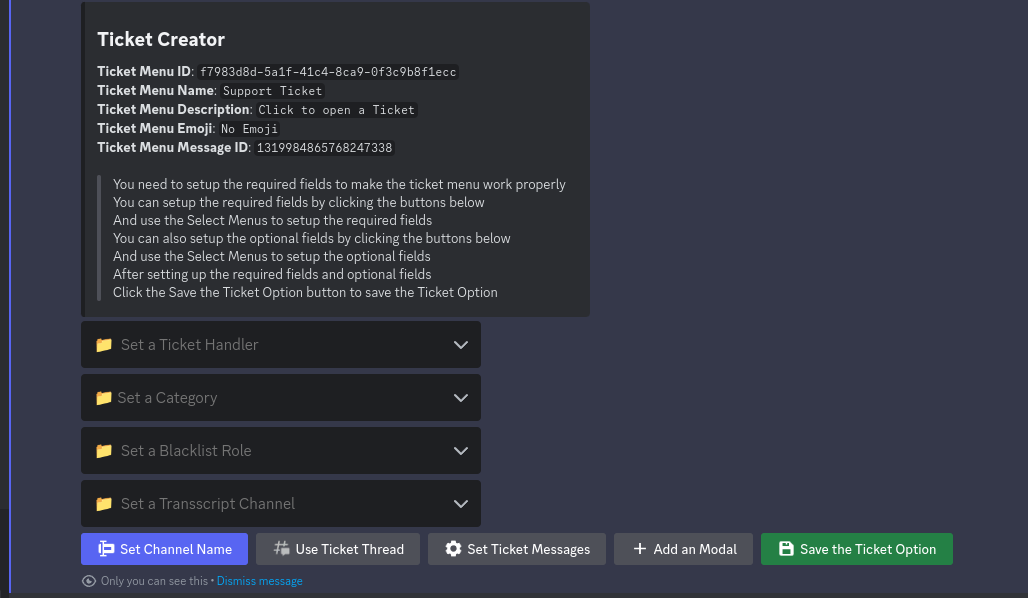 Ticket Creator
Ticket Menu ID: f7983d8d-5a1f-41c4-8ca9-0f3c9b8f1ecc
Ticket Menu Name: Support Ticket
Ticket Menu Description: Click to open a Ticket
Ticket Menu Emoji: No Emoji
Ticket Menu Message ID: 1319984865768247338
You need to setup the required fields to make the ticket menu work properly
You can setup the required fields by clicking the buttons below
And use the Select Menus to setup the required fields
You can also setup the optional fields by clicking the buttons below
And use the Select Menus to setup the optional fields
After setting up the required fields and optional fields
Click the Save the Ticket Option button to save the Ticket Option
Set a Ticket Handler
Set a Category
Set a Blacklist Role
Set a Transscript Channel
Set Channel Name Use Ticket Thread Set Ticket Messages Add an Modal Save the Ticket Option
Only you can see this • Dismiss message